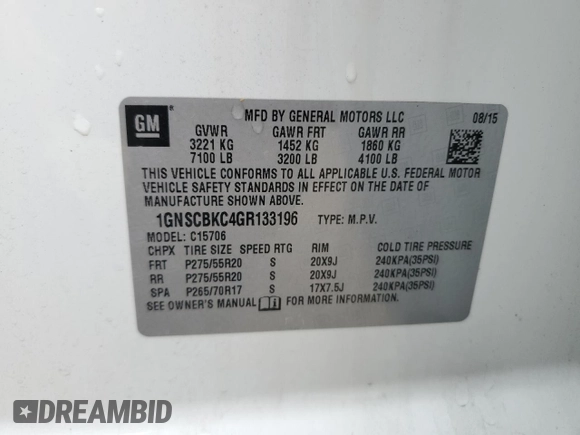 GM ®
MFD BY GENERAL MOTORS LLC 08/15
GVWR GAWR FRT GAWR RR
3221 KG 1452 KG 1860 KG
7100 LB 3200 LB 4100 LB
THIS VEHICLE CONFORMS TO ALL APPLICABLE U.S. FEDERAL MOTOR
VEHICLE SAFETY STANDARDS IN EFFECT ON THE DATE OF
MANUFACTURE SHOWN ABOVE.
1GNSCBKC4GR133196 TYPE: M.P.V.
MODEL: C15706
CHPX TIRE SIZE SPEED RTG RIM COLD TIRE PRESSURE
FRT P275/55R20 S 20X9J 240KPA(35PSI)
RR P275/55R20 S 20X9J 240KPA(35PSI)
SPA P265/70R17 S 17X7.5J 240KPA(35PSI)
SEE OWNER'S MANUAL FOR MORE INFORMATION.
DREAMBID